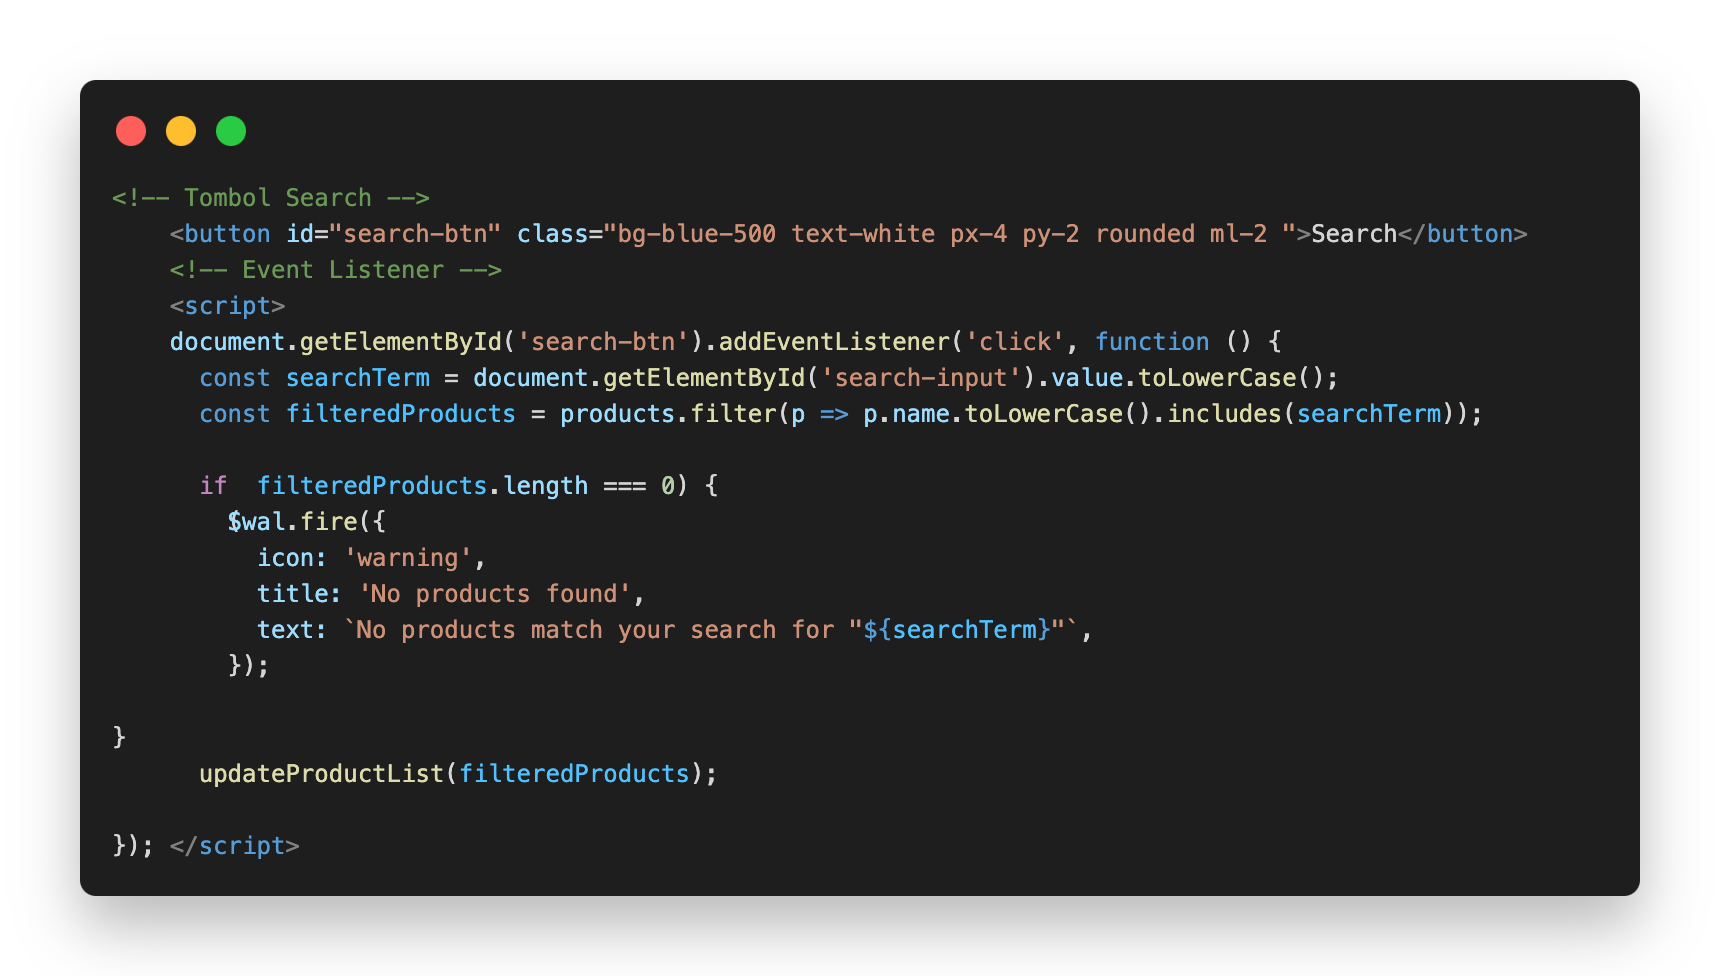 <!-- Tombol Search -->
<button id="search-btn" class="bg-blue-500 text-white px-4 py-2 rounded ml-2 ">Search</button>
<!-- Event Listener -->
<script>
document.getElementById('search-btn').addEventListener('click', function () {
const searchTerm = document.getElementById('search-input').value.toLowerCase();
const filteredProducts = products.filter(p => p.name.toLowerCase().includes(searchTerm));
if  filteredProducts.length === 0) {
(Swal.fire({
icon: 'warning',
title: 'No products found',
text: `No products match your search for "${searchTerm}"`,
});
}
updateProductList(filteredProducts);
}); </script>